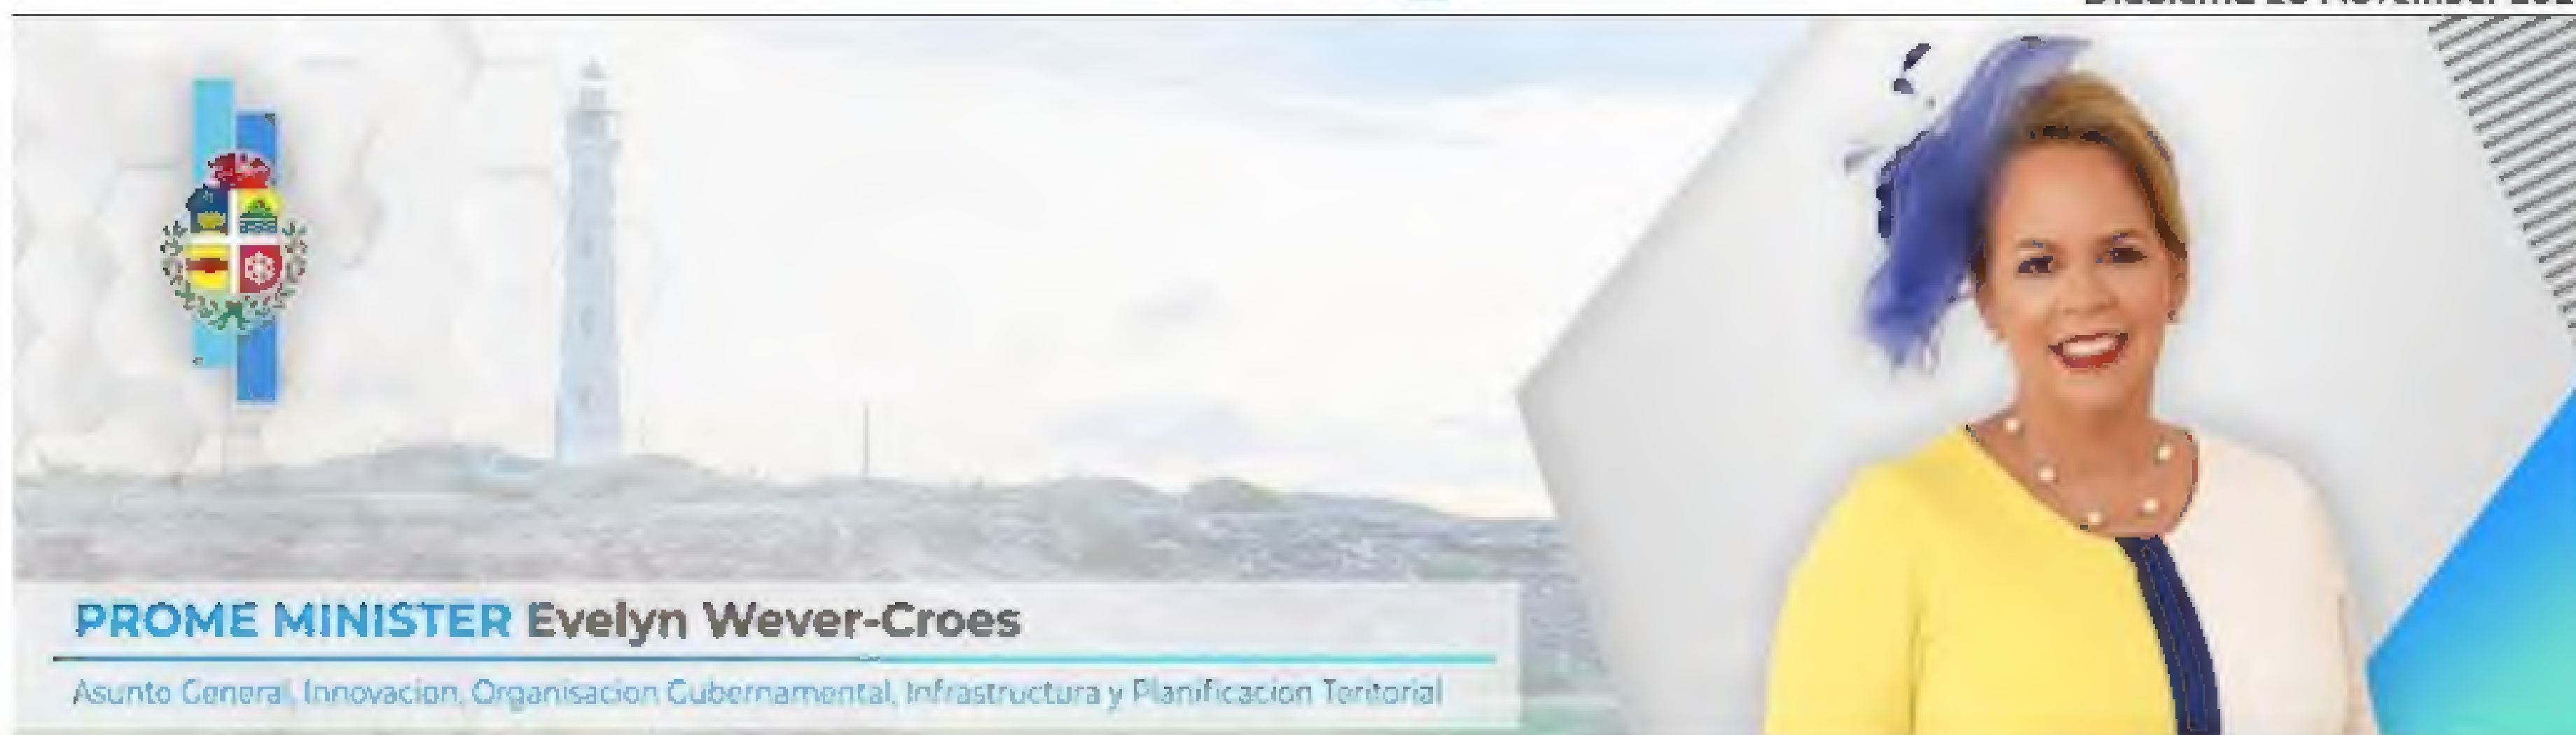 PROME MINISTER Evelyn Wever-Croes
Asunto General, Innovacion, Organisacion Gubernamental, Infrastructura y Planificacion Teritorial